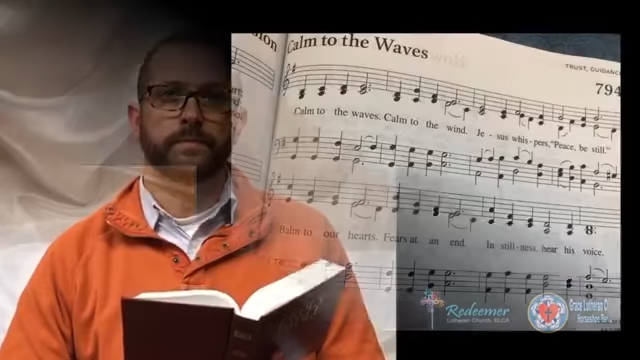 Calm to the Waves
TRUST, GUIDANC
794
Calm to the waves. Calm to the wind. Je - sus whis - pers, "Peace, be still."
Balm to our hearts. Fears at an end. In still - ness, hear his voice.
Redeemer
Lutheran Church, ELCA
Grace Lutheran C